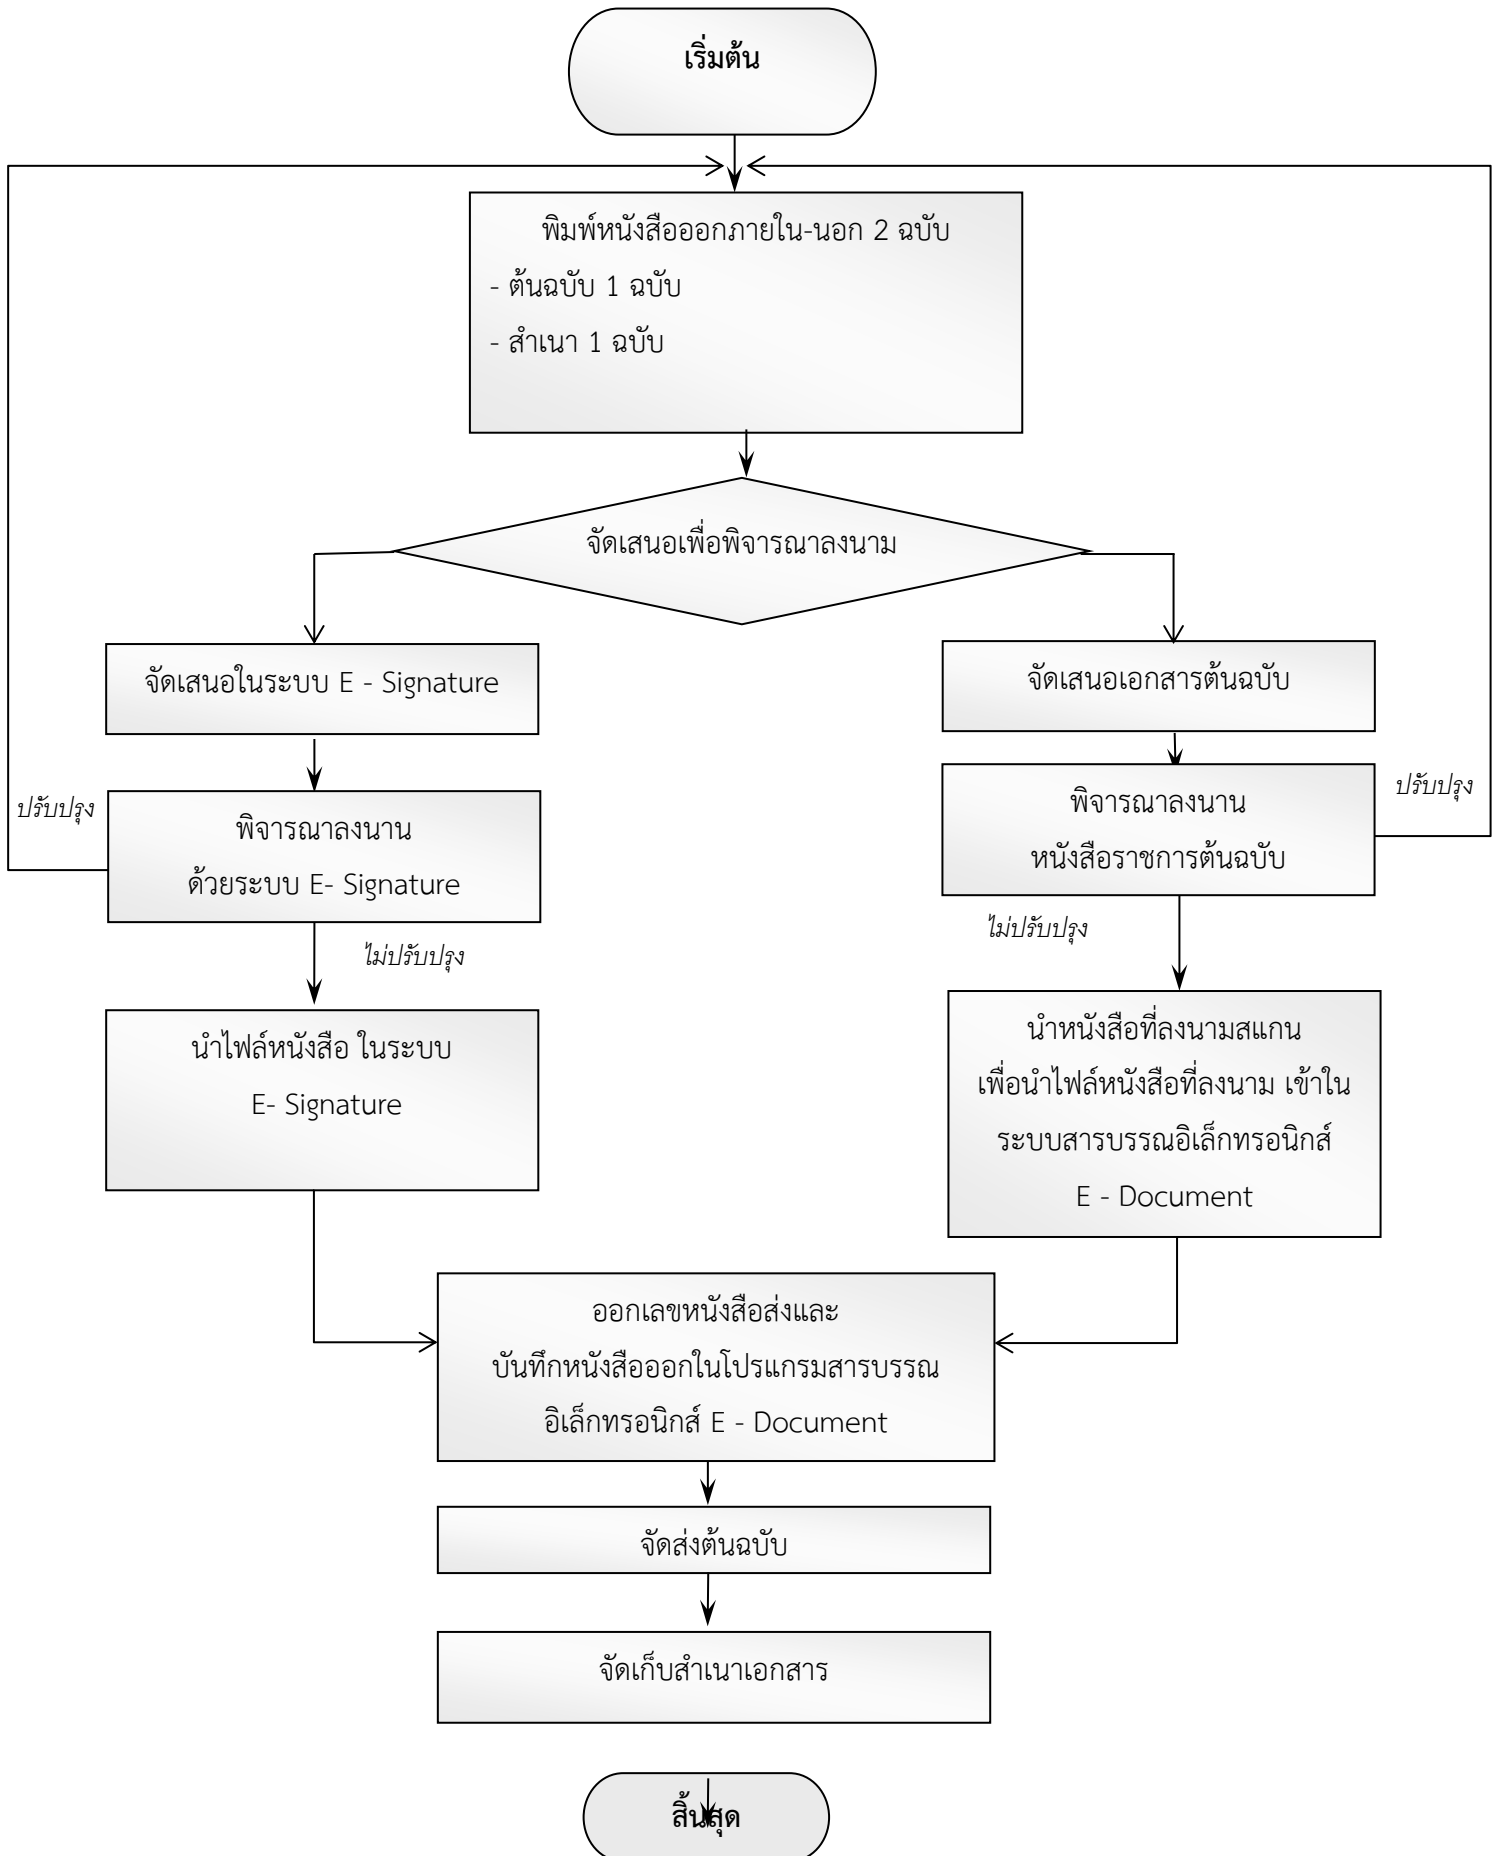 เริ่มต้น
พิมพ์หนังสือออกภายใน-นอก 2 ฉบับ
- ต้นฉบับ 1 ฉบับ
- สำเนา 1 ฉบับ
จัดเสนอเพื่อพิจารณาลงนาม
จัดเสนอในระบบ E - Signature
จัดเสนอเอกสารต้นฉบับ
ปรับปรุง
พิจารณาลงนาน
ด้วยระบบ E- Signature
พิจารณาลงนาน
หนังสือราชการต้นฉบับ
ปรับปรุง
ไม่ปรับปรุง
ไม่ปรับปรุง
นำไฟล์หนังสือ ในระบบ
E- Signature
นำหนังสือที่ลงนามสแกน
เพื่อนำไฟล์หนังสือที่ลงนาม เข้าใน
ระบบสารบรรณอิเล็กทรอนิกส์
E - Document
ออกเลขหนังสือส่งและ
บันทึกหนังสือออกในโปรแกรมสารบรรณ
อิเล็กทรอนิกส์ E - Document
จัดส่งต้นฉบับ
จัดเก็บสำเนาเอกสาร
สิ้นสุด